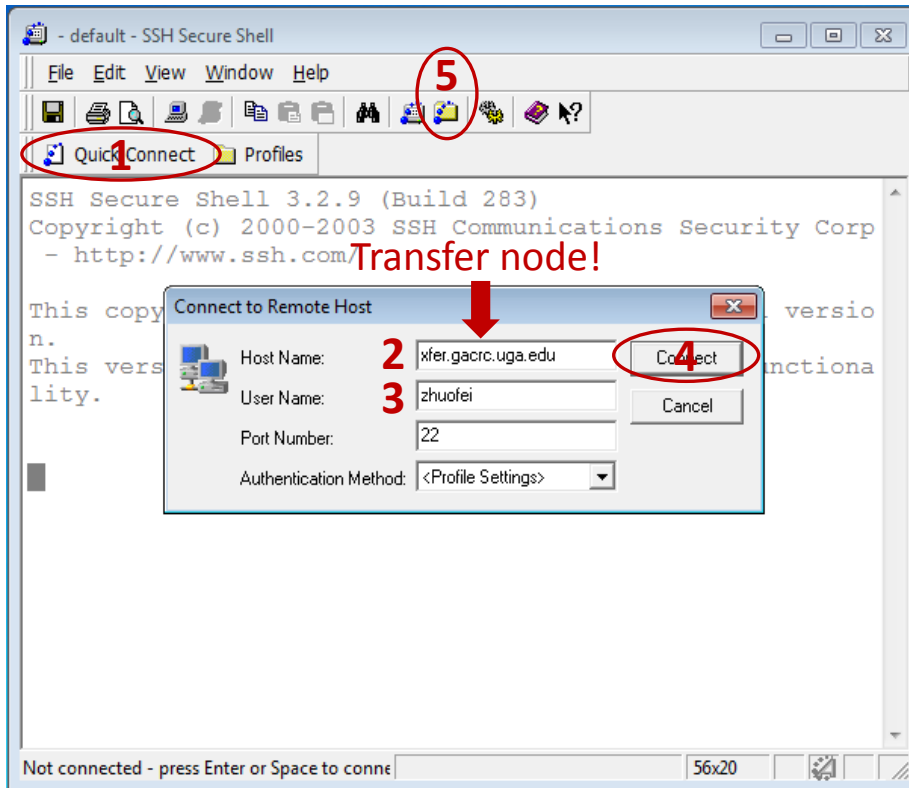 - default - SSH Secure Shell
File Edit View Window Help
5
1
Quick Connect Profiles
SSH Secure Shell 3.2.9 (Build 283)
Copyright (c) 2000-2003 SSH Communications Security Corp
- http://www.ssh.com/
Transfer node!
This copy versio
n.
This vers nctiona
lity.
Connect to Remote Host
Host Name: 2 xfer.gacrc.uga.edu Connect 4
User Name: 3 zhuofei Cancel
Port Number: 22
Authentication Method: <Profile Settings>
Not connected - press Enter or Space to conne 56x20